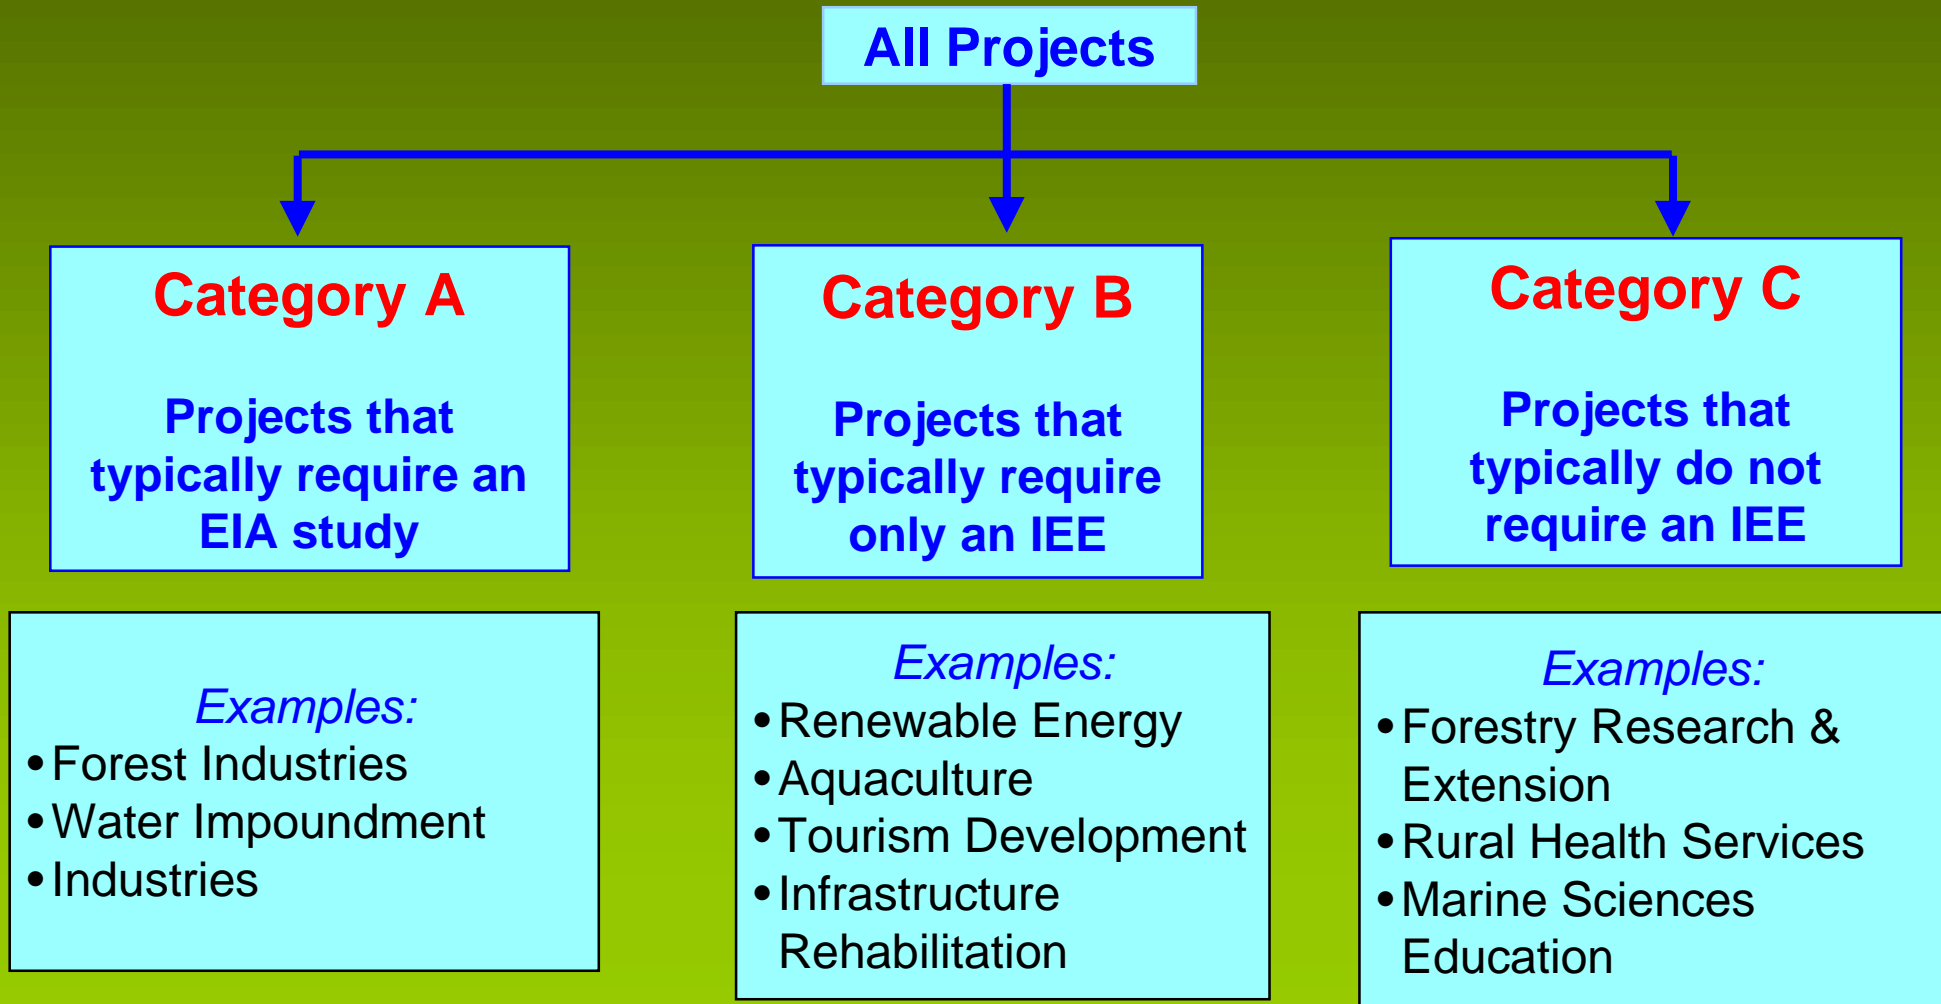 All Projects
Category A
Projects that
typically require an
EIA study
Category B
Projects that
typically require
only an IEE
Category C
Projects that
typically do not
require an IEE
Examples:
•Forest Industries
•Water Impoundment
•Industries
Examples:
•Renewable Energy
•Aquaculture
•Tourism Development
•Infrastructure
Rehabilitation
Examples:
•Forestry Research &
Extension
•Rural Health Services
•Marine Sciences
Education